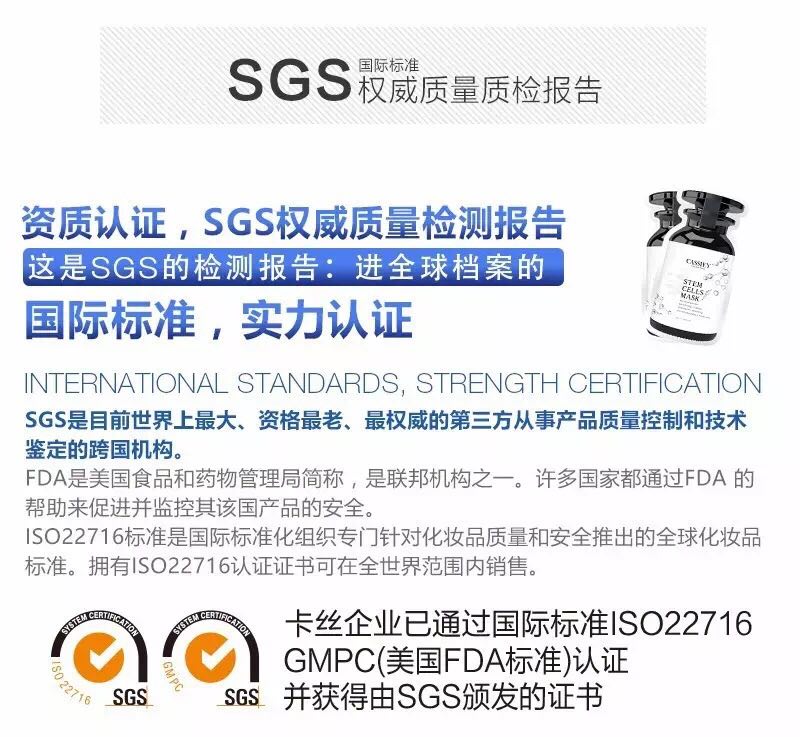 SGS 国际标准
权威质量质检报告
资质认证，SGS权威质量检测报告
这是SGS的检测报告：进全球档案的
国际标准，实力认证
CASSIEY
STEM
CELLS
MASK
INTERNATIONAL STANDARDS, STRENGTH CERTIFICATION
SGS是目前世界上最大、资格最老、最权威的第三方从事产品质量控制和技术
鉴定的跨国机构。
FDA是美国食品和药物管理局简称，是联邦机构之一。许多国家都通过FDA 的
帮助来促进并监控其该国产品的安全。
ISO22716标准是国际标准化组织专门针对化妆品质量和安全推出的全球化妆品
标准。拥有ISO22716认证证书可在全世界范围内销售。
SYSTEM CERTIFICATION
ISO 22716
SGS
SYSTEM CERTIFICATION
GMPC
SGS
卡丝企业已通过国际标准ISO22716
GMPC(美国FDA标准)认证
并获得由SGS颁发的证书